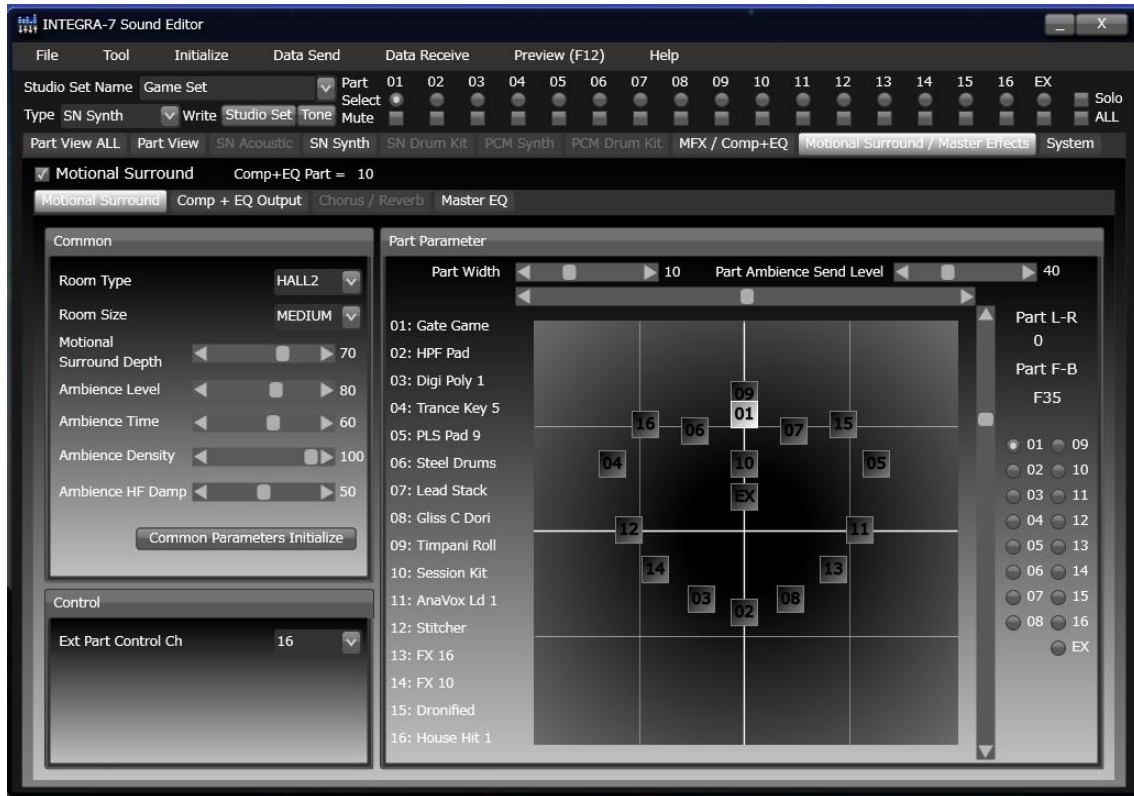 INTEGRA-7 Sound Editor
_ X
File Tool Initialize Data Send Data Receive Preview (F12) Help
Studio Set Name Game Set Part Select 01 02 03 04 05 06 07 08 09 10 11 12 13 14 15 16 EX Solo
Type SN Synth Write Studio Set Tone Mute ALL
Part View ALL Part View SN Acoustic SN Synth SN Drum Kit PCM Synth PCM Drum Kit MFX / Comp+EQ Motional Surround / Master Effects System
Motional Surround Comp+EQ Part = 10
Motional Surround Comp + EQ Output Chorus / Reverb Master EQ
Common
Room Type HALL2
Room Size MEDIUM
Motional
Surround Depth 70
Ambience Level 80
Ambience Time 60
Ambience Density 100
Ambience HF Damp 50
Common Parameters Initialize
Control
Ext Part Control Ch 16
Part Parameter
Part Width 10 Part Ambience Send Level 40
01: Gate Game
02: HPF Pad
03: Digi Poly 1
04: Trance Key 5
05: PLS Pad 9
06: Steel Drums
07: Lead Stack
08: Gliss C Dori
09: Timpani Roll
10: Session Kit
11: AnaVox Ld 1
12: Stitcher
13: FX 16
14: FX 10
15: Dronified
16: House Hit 1
09
01
16 06 07 15
04 10 05
EX
12 11
14 13
03 02 08
Part L-R
0
Part F-B
F35
01 09
02 10
03 11
04 12
05 13
06 14
07 15
08 16
EX